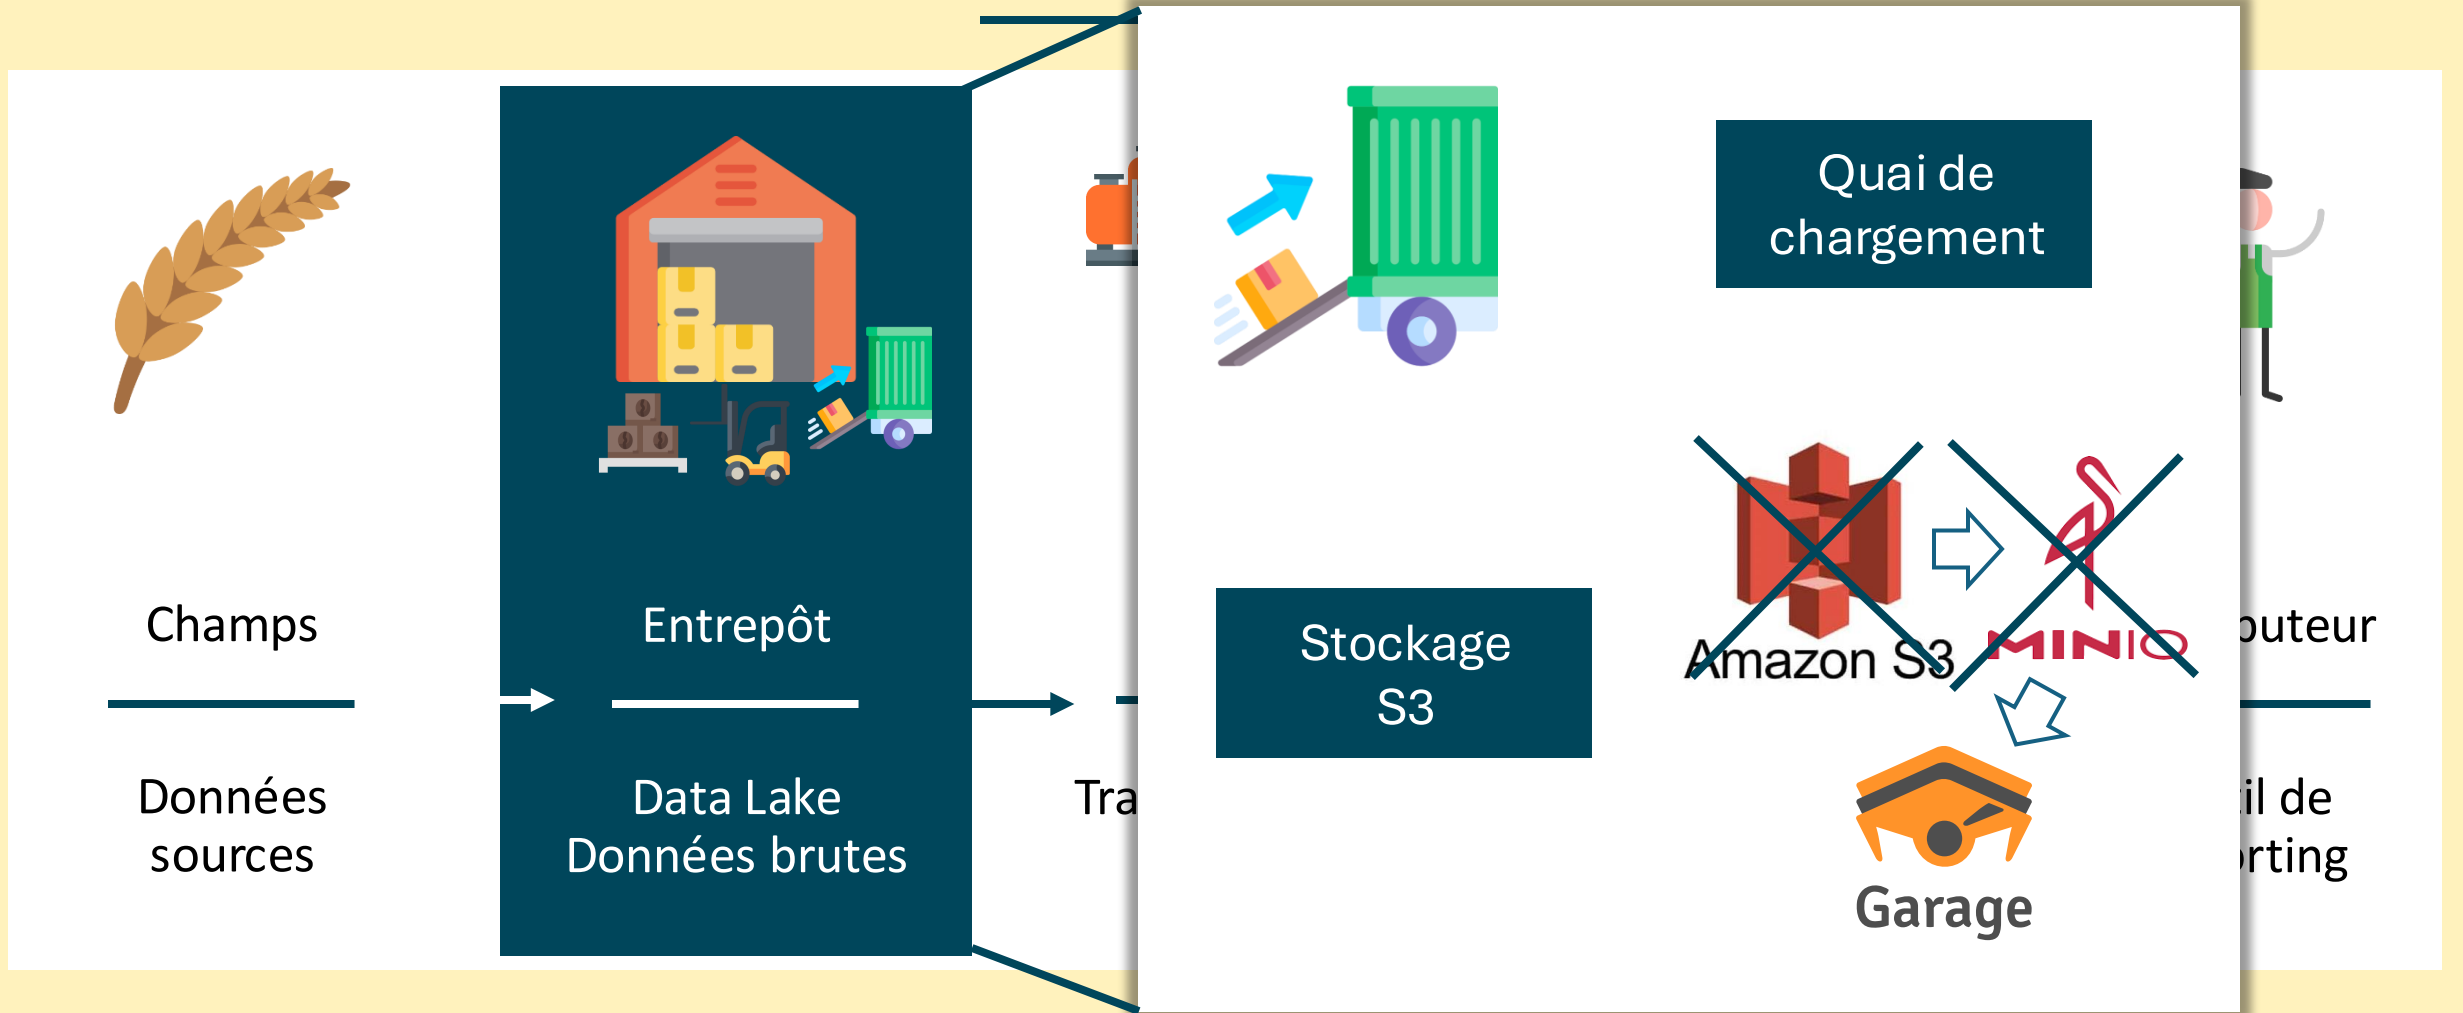 Champs
Données
sources
Entrepôt
Data Lake
Données brutes
Tra
Quai de
chargement
Stockage
S3
Amazon S3
MINIO
Garage
buteur
il de
rting